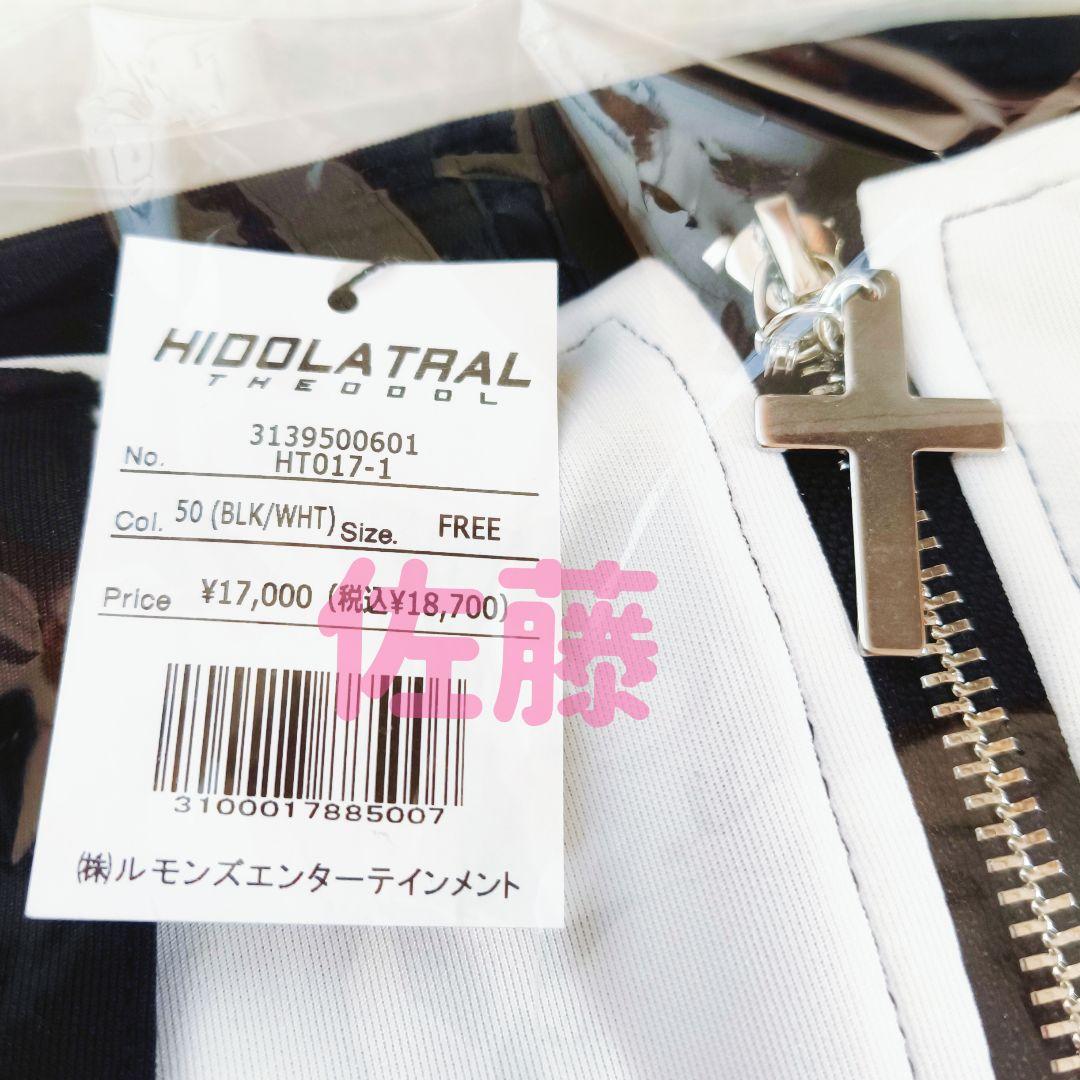 HIDOLATRAL
THEODOL
3139500601
No. HT017-1
Col. 50 (BLK/WHT) Size. FREE
Price ¥17,000 (税込¥18,700)
佐藤
3100017885007
㈱ルモンズエンターテインメント